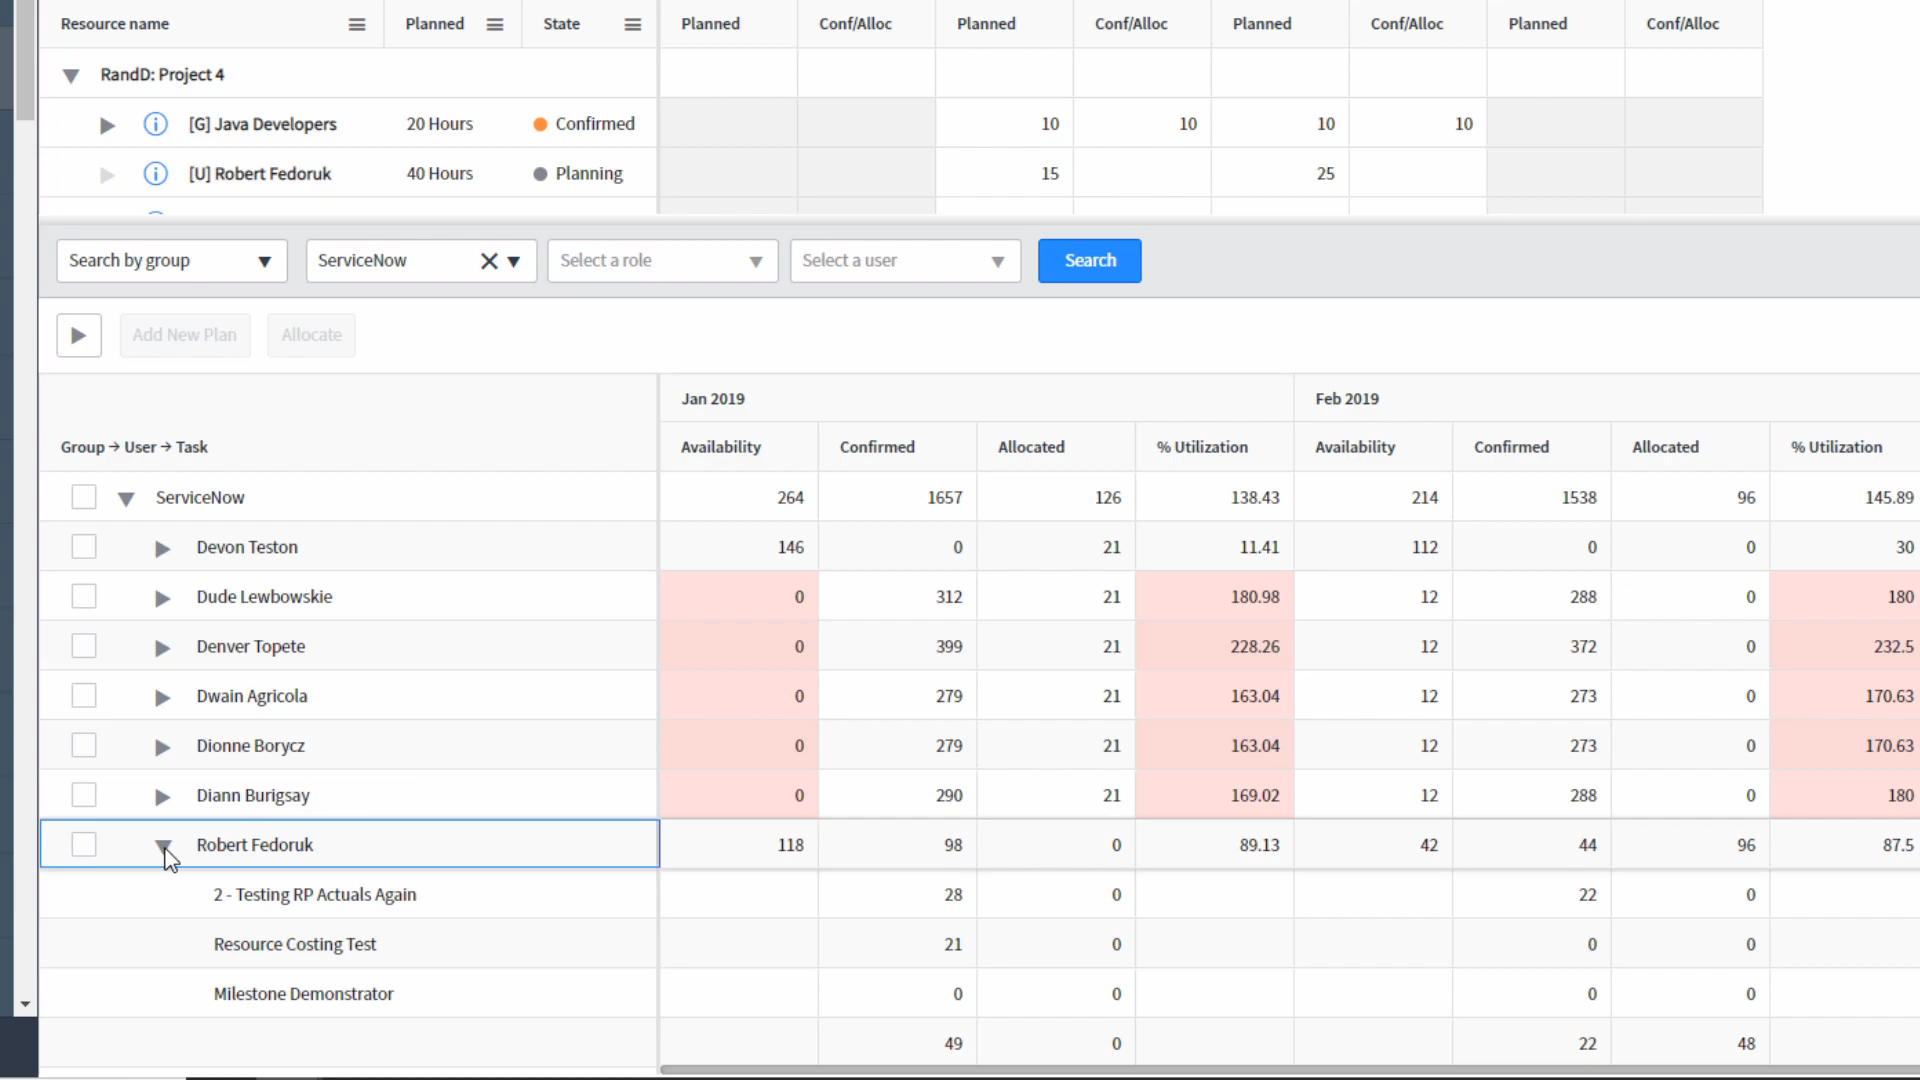 Resource name Planned State Planned Conf/Alloc Planned Conf/Alloc Planned Conf/Alloc Planned Conf/Alloc
RandD: Project 4
[G] Java Developers 20 Hours Confirmed 10 10 10 10
[U] Robert Fedoruk 40 Hours Planning 15 25
Search by group ServiceNow Select a role Select a user Search
Add New Plan Allocate
Jan 2019 Feb 2019
Group → User → Task Availability Confirmed Allocated % Utilization Availability Confirmed Allocated % Utilization
ServiceNow 264 1657 126 138.43 214 1538 96 145.89
Devon Teston 146 0 21 11.41 112 0 0 30
Dude Lewbowskie 0 312 21 180.98 12 288 0 180
Denver Topete 0 399 21 228.26 12 372 0 232.5
Dwain Agricola 0 279 21 163.04 12 273 0 170.63
Dionne Borycz 0 279 21 163.04 12 273 0 170.63
Diann Burigsay 0 290 21 169.02 12 288 0 180
Robert Fedoruk 118 98 0 89.13 42 44 96 87.5
2 - Testing RP Actuals Again 28 0 22 0
Resource Costing Test 21 0 0 0
Milestone Demonstrator 0 0 0 0
49 0 22 48